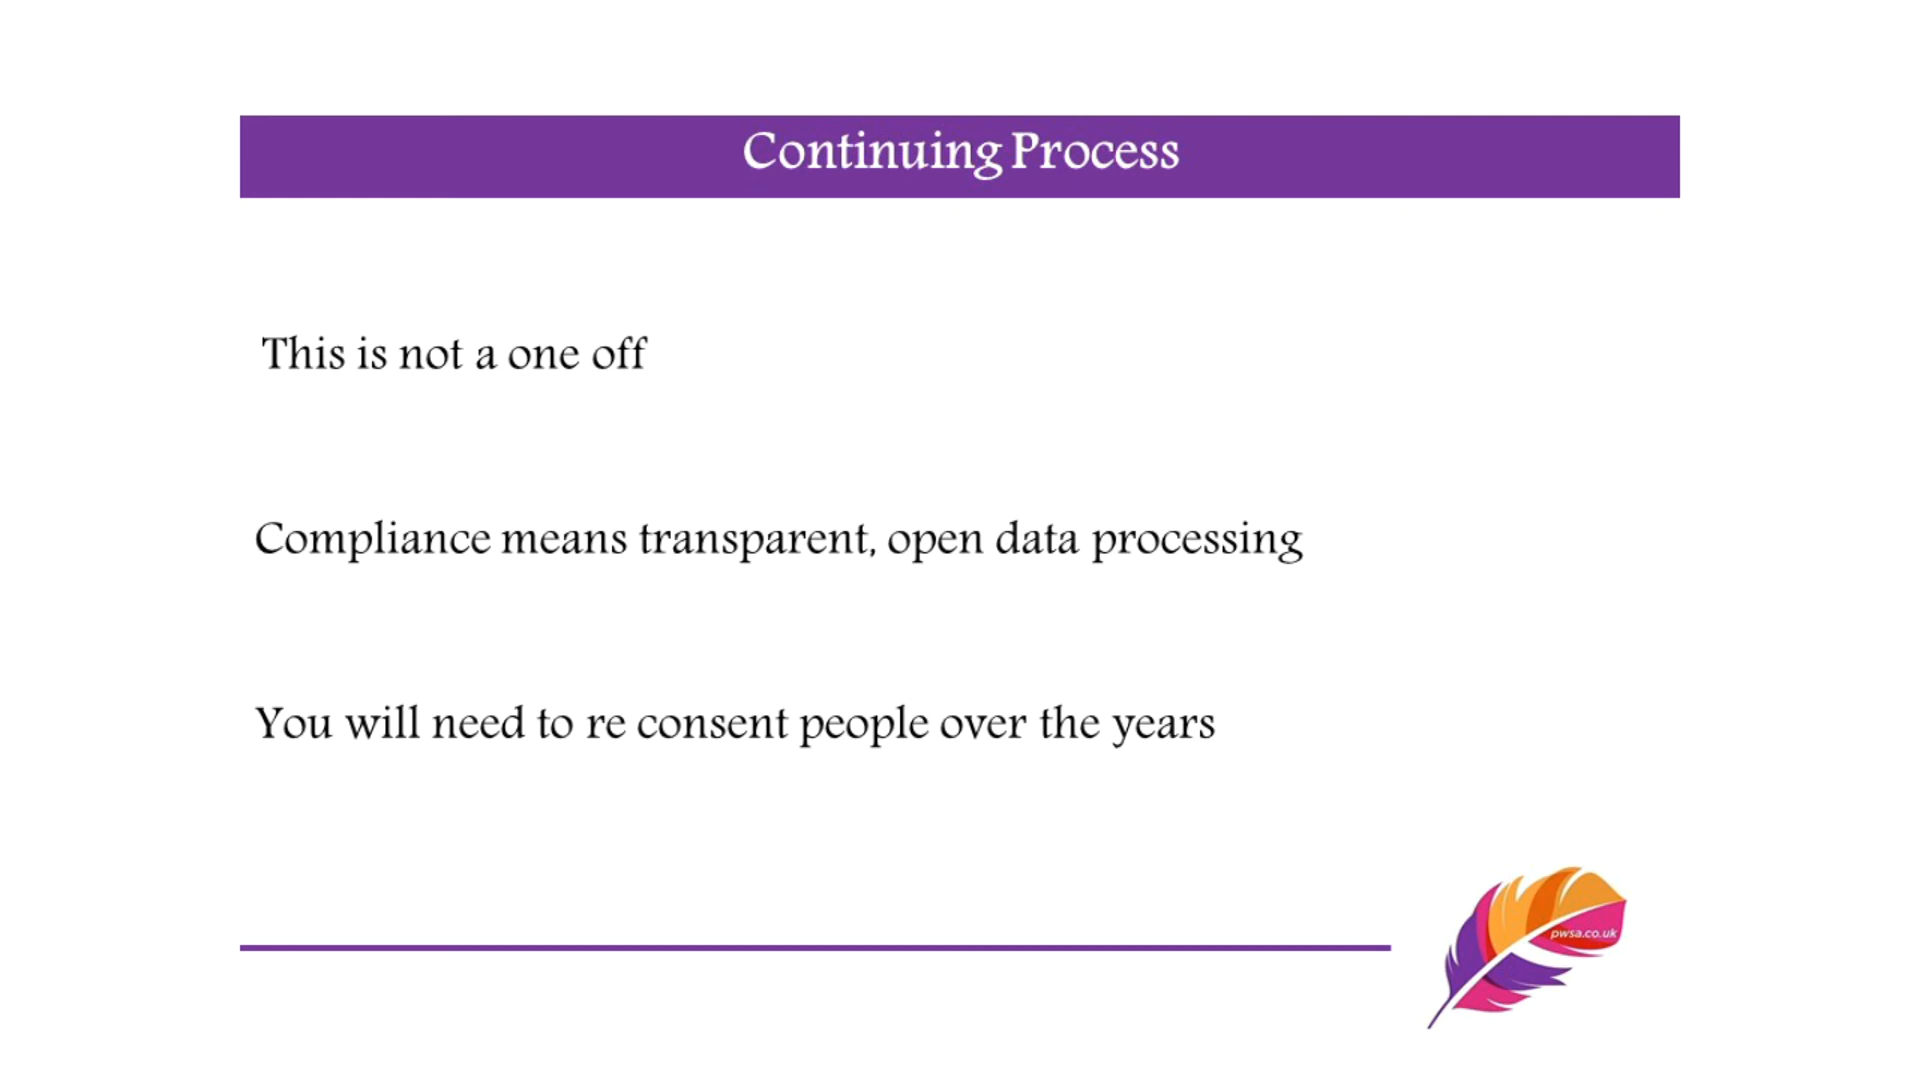 Continuing Process
This is not a one off
Compliance means transparent, open data processing
You will need to re consent people over the years
pwsa.co.uk